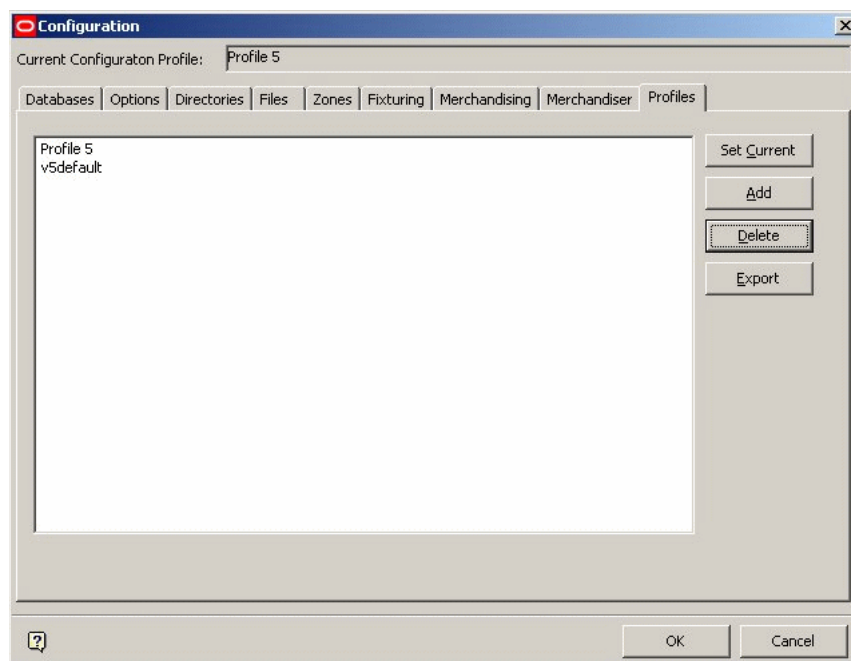 Configuration
Current Configuraton Profile: Profile 5
Databases Options Directories Files Zones Fixturing Merchandising Merchandiser Profiles
Profile 5
v5default
Set Current
Add
Delete
Export
OK Cancel